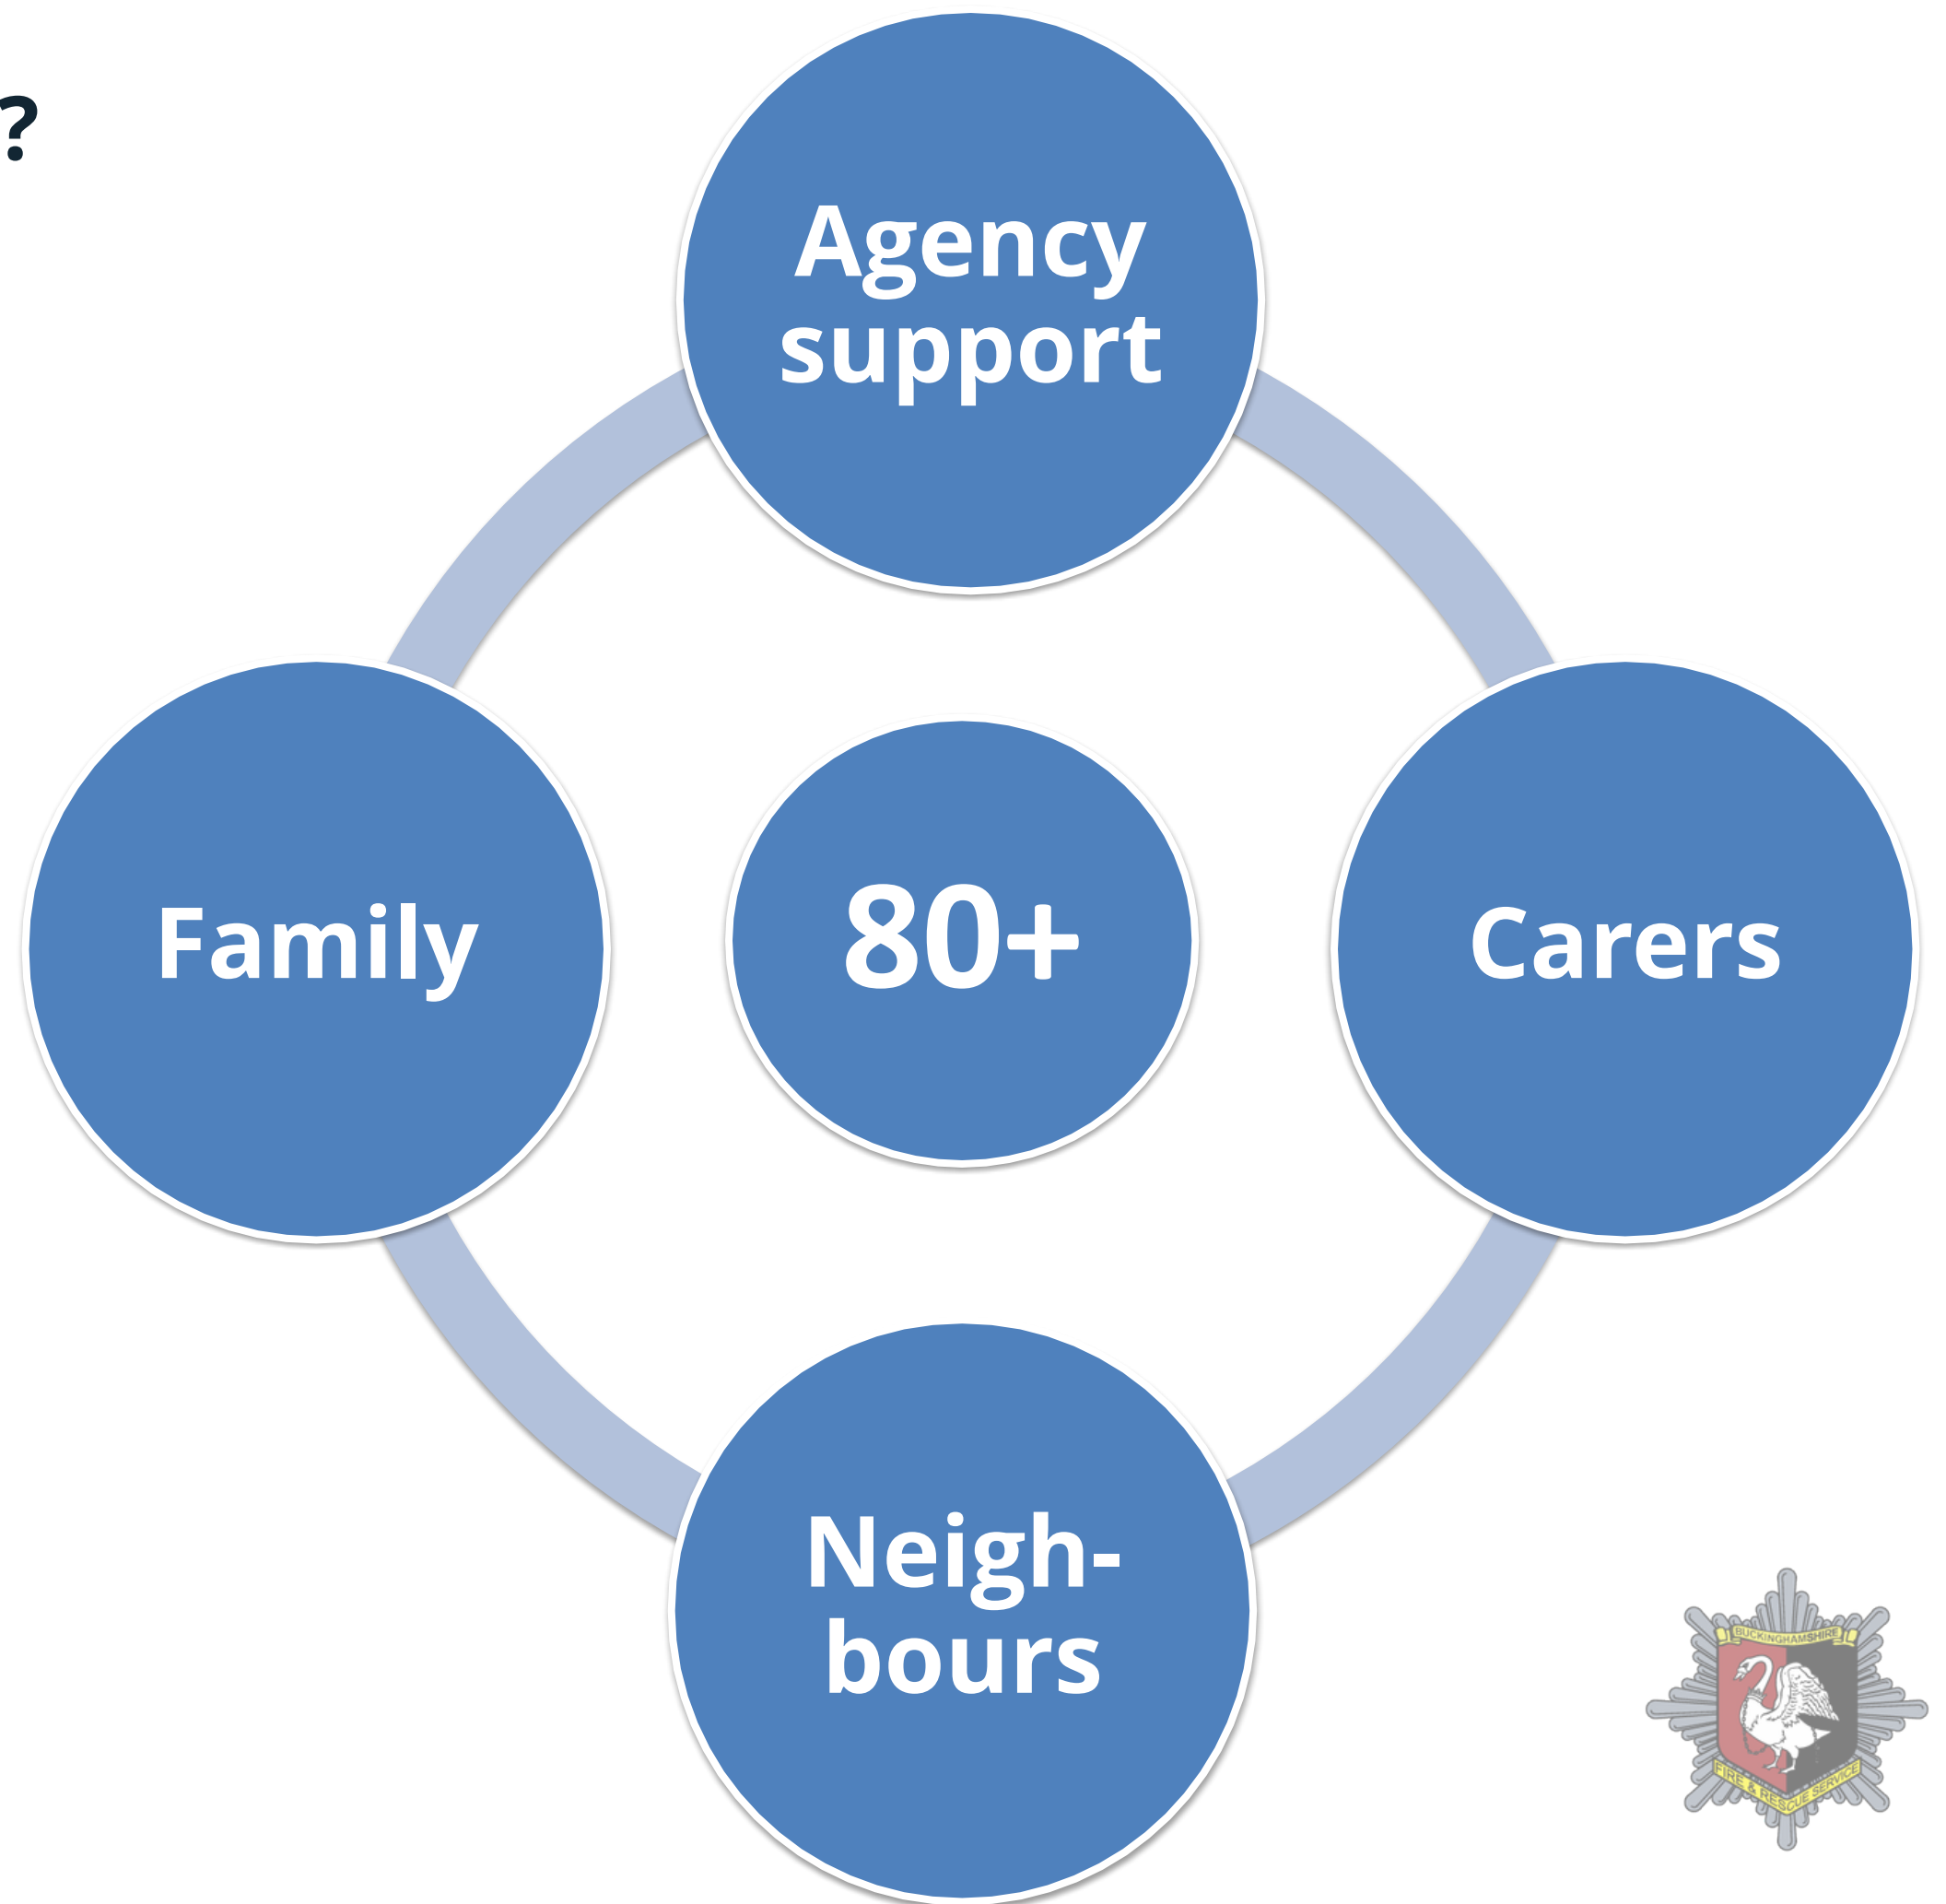 ?
Agency
support
Family
80+
Carers
Neigh-
bours
BUCKINGHAMSHIRE
FIRE & RESCUE SERVICE